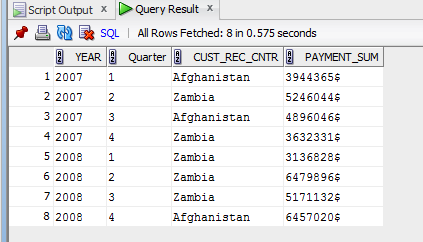 Script Output x Query Result x
SQL | All Rows Fetched: 8 in 0.575 seconds
YEAR Quarter CUST_REC_CNTR PAYMENT_SUM
1 2007 1 Afghanistan 3944365$
2 2007 2 Zambia 5246044$
3 2007 3 Afghanistan 4896046$
4 2007 4 Zambia 3632331$
5 2008 1 Zambia 3136828$
6 2008 2 Zambia 6479896$
7 2008 3 Zambia 5171132$
8 2008 4 Afghanistan 6457020$